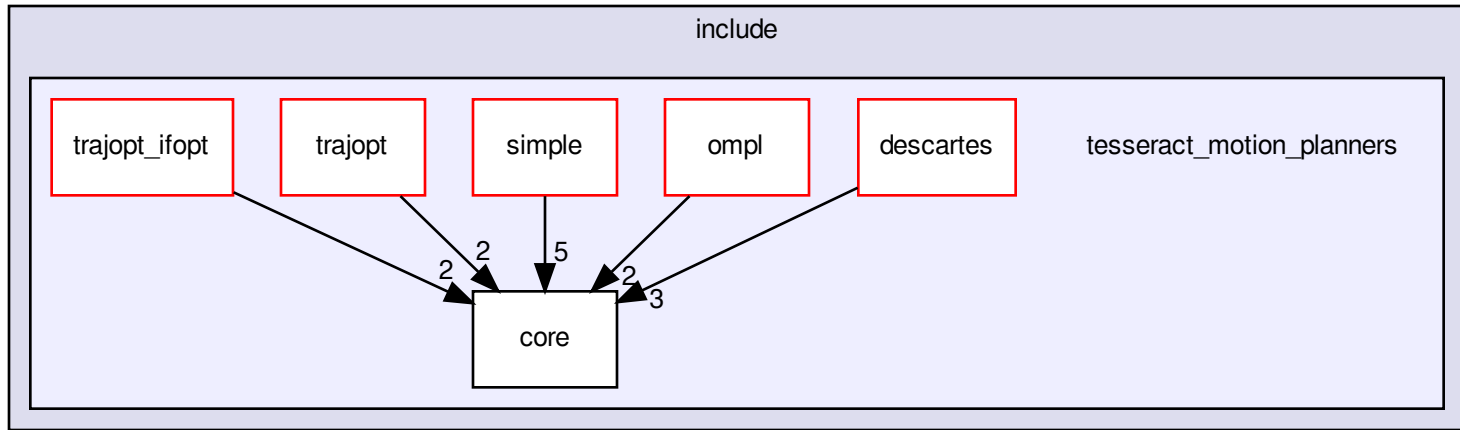 include
trajopt_ifopt
trajopt
simple
ompl
descartes
tesseract_motion_planners
2
2
5
2
3
core